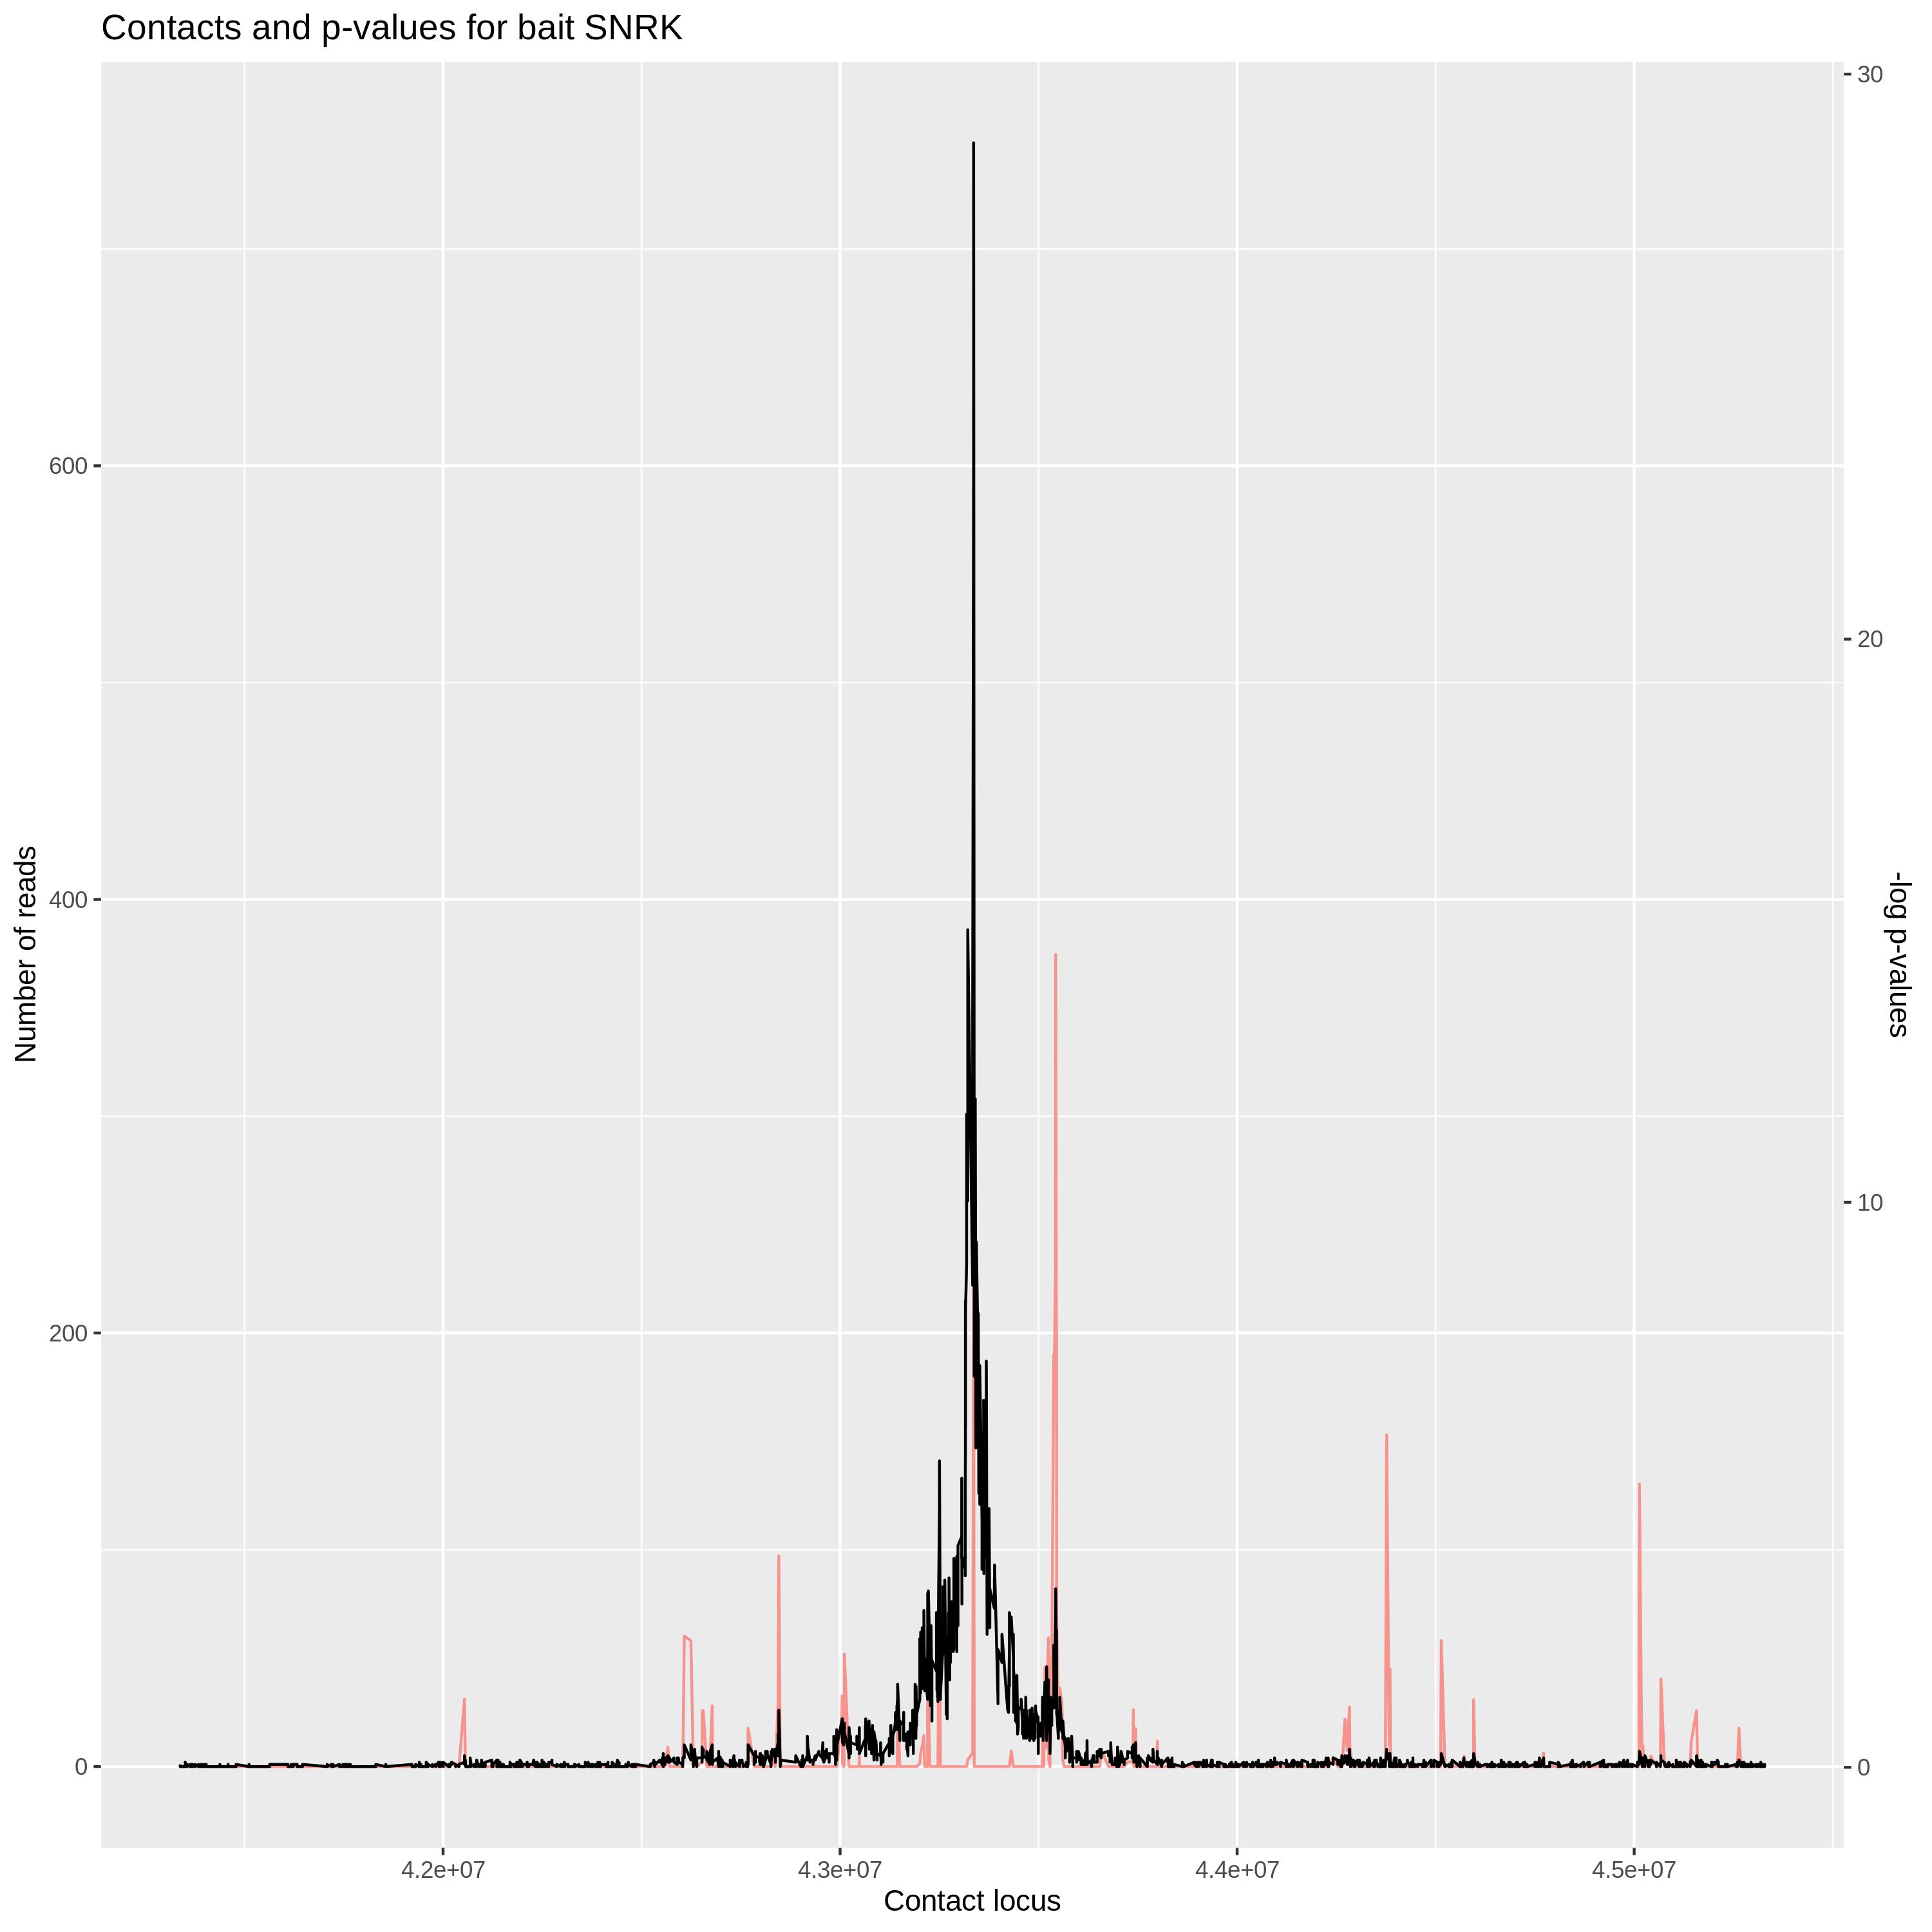 Contacts and p-values for bait SNRK
30
20
10
0
-log p-values
600
400
200
0
Number of reads
4.2e+07 4.3e+07 4.4e+07 4.5e+07
Contact locus